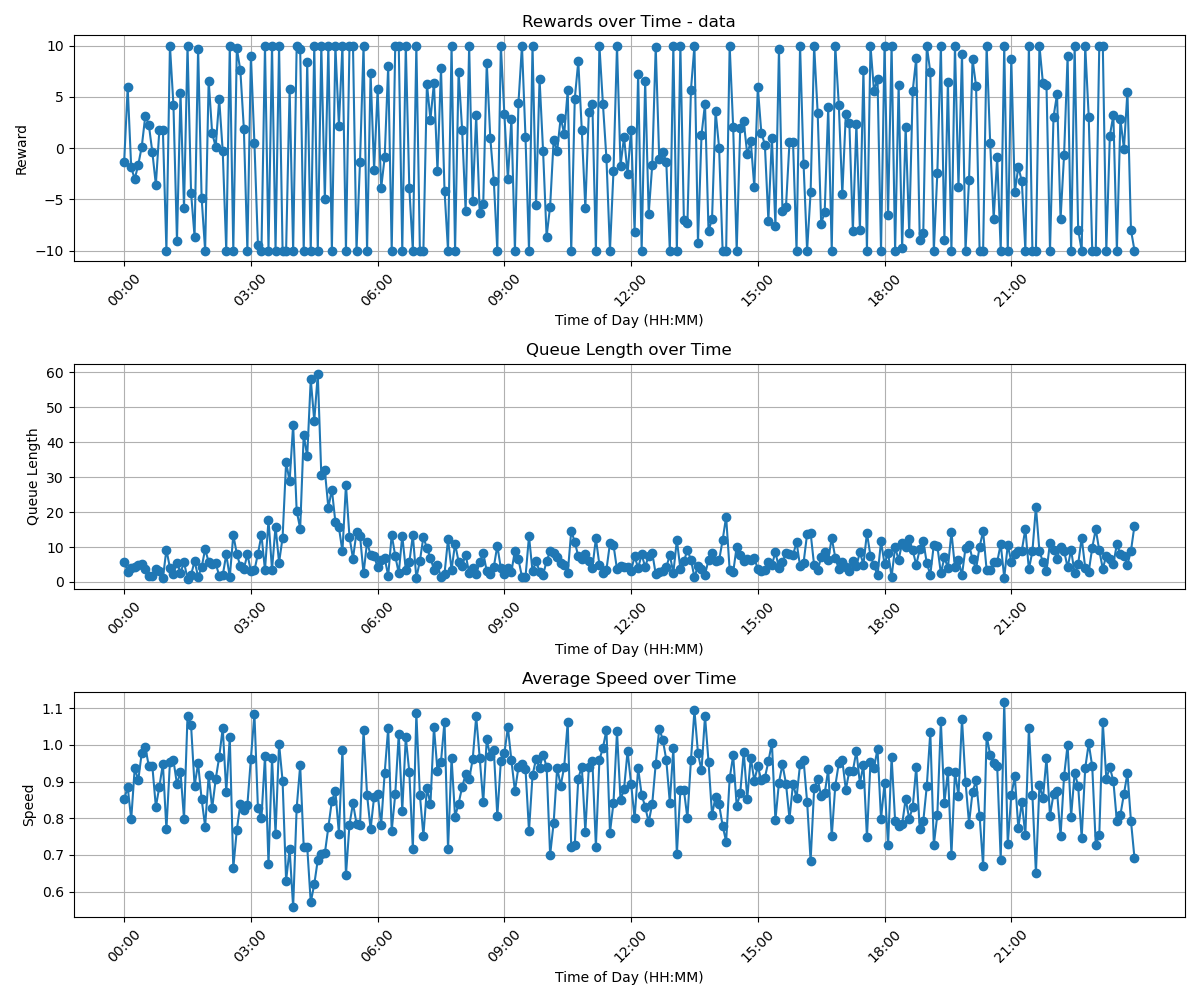 Rewards over Time - data
10
5
0
−5
−10
Reward
00:00 03:00 06:00 09:00 12:00 15:00 18:00 21:00
Time of Day (HH:MM)
Queue Length over Time
60
50
40
30
20
10
0
Queue Length
00:00 03:00 06:00 09:00 12:00 15:00 18:00 21:00
Time of Day (HH:MM)
Average Speed over Time
1.1
1.0
0.9
0.8
0.7
0.6
Speed
00:00 03:00 06:00 09:00 12:00 15:00 18:00 21:00
Time of Day (HH:MM)